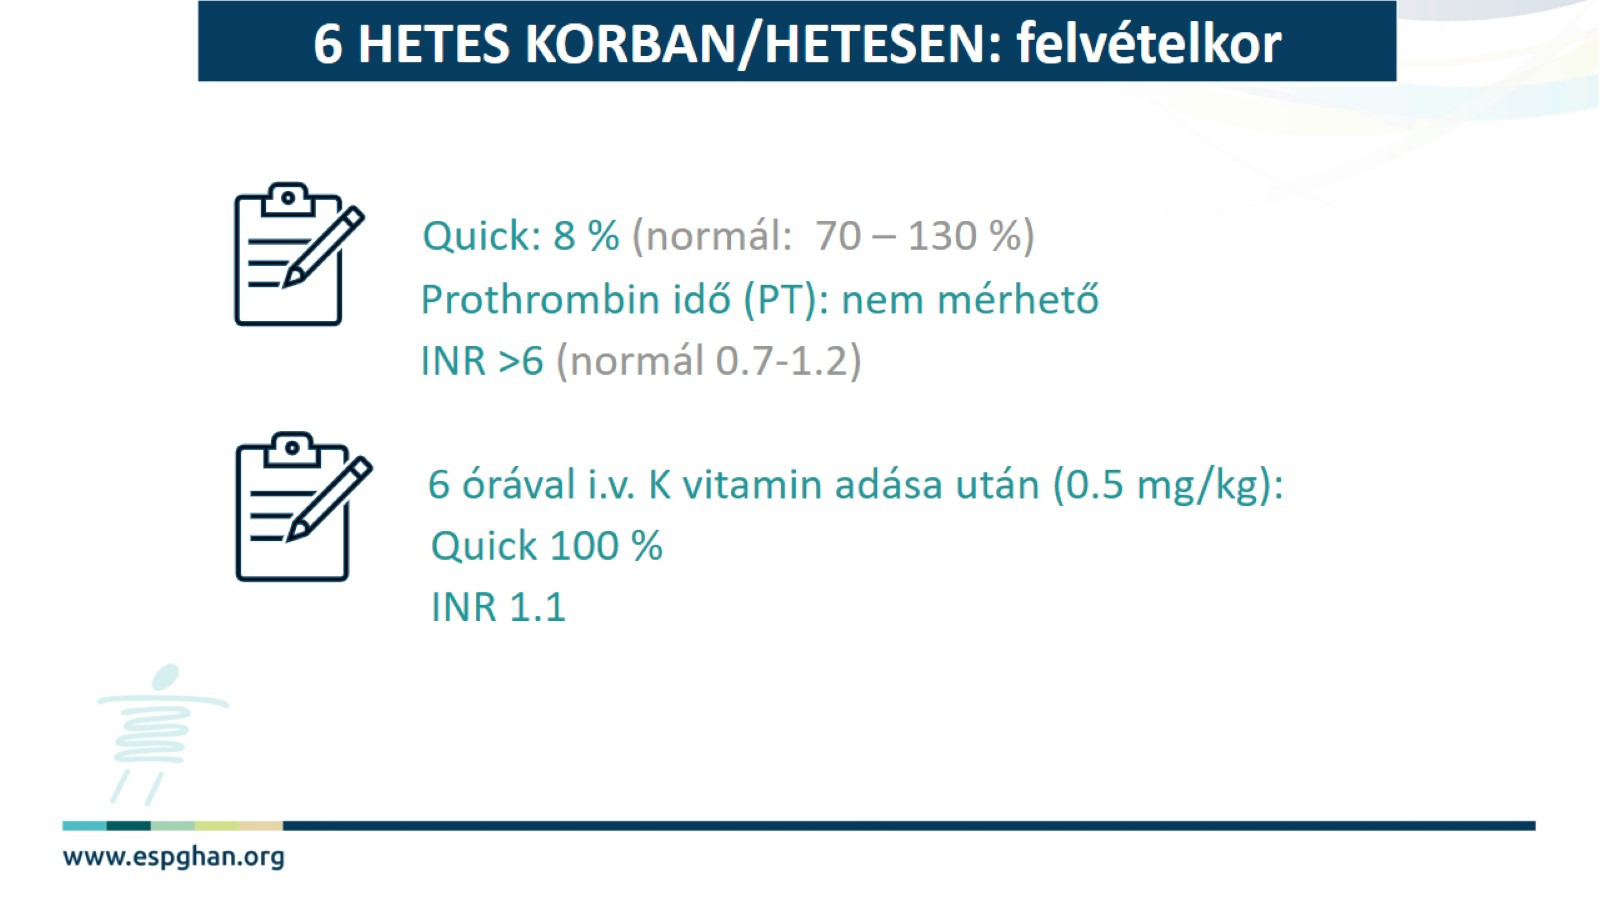 6 HETES KORBAN/HETESEN: felvételkor
Quick: 8 % (normál: 70 – 130 %)
Prothrombin idő (PT): nem mérhető
INR >6 (normál 0.7-1.2)
6 órával i.v. K vitamin adása után (0.5 mg/kg):
Quick 100 %
INR 1.1
www.espghan.org